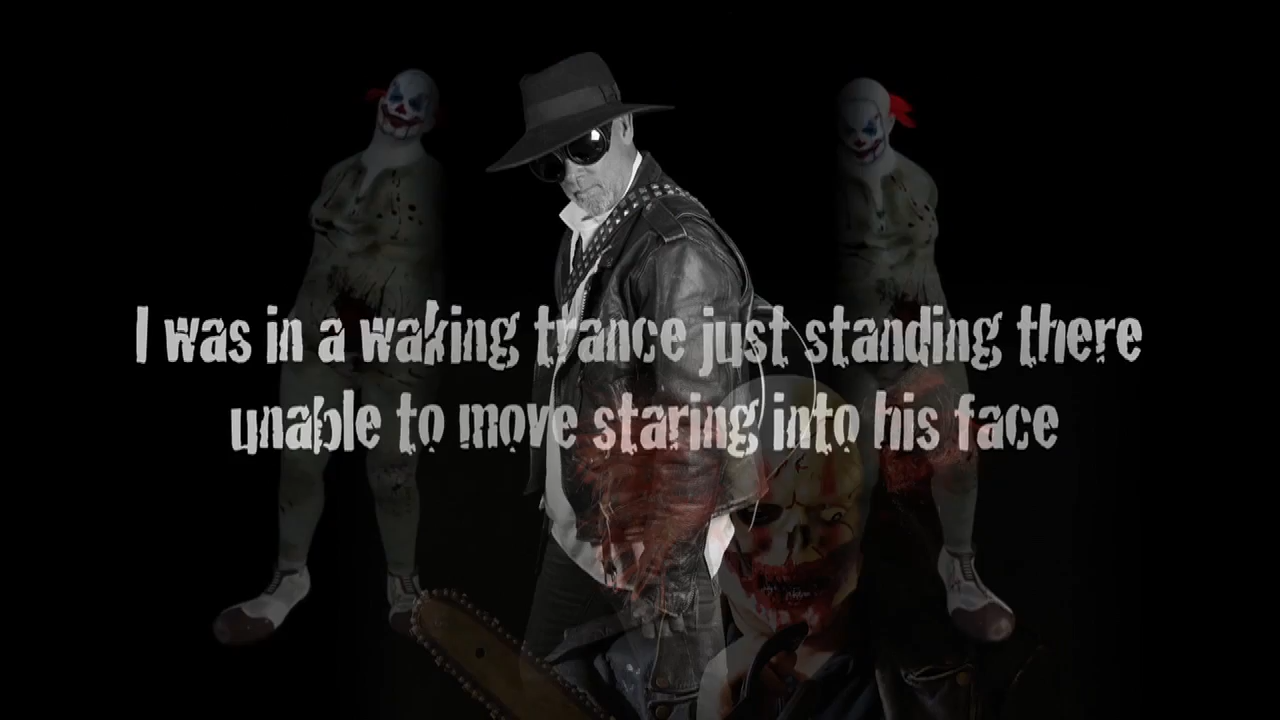 I was in a waking trance just standing there
unable to move staring into his face